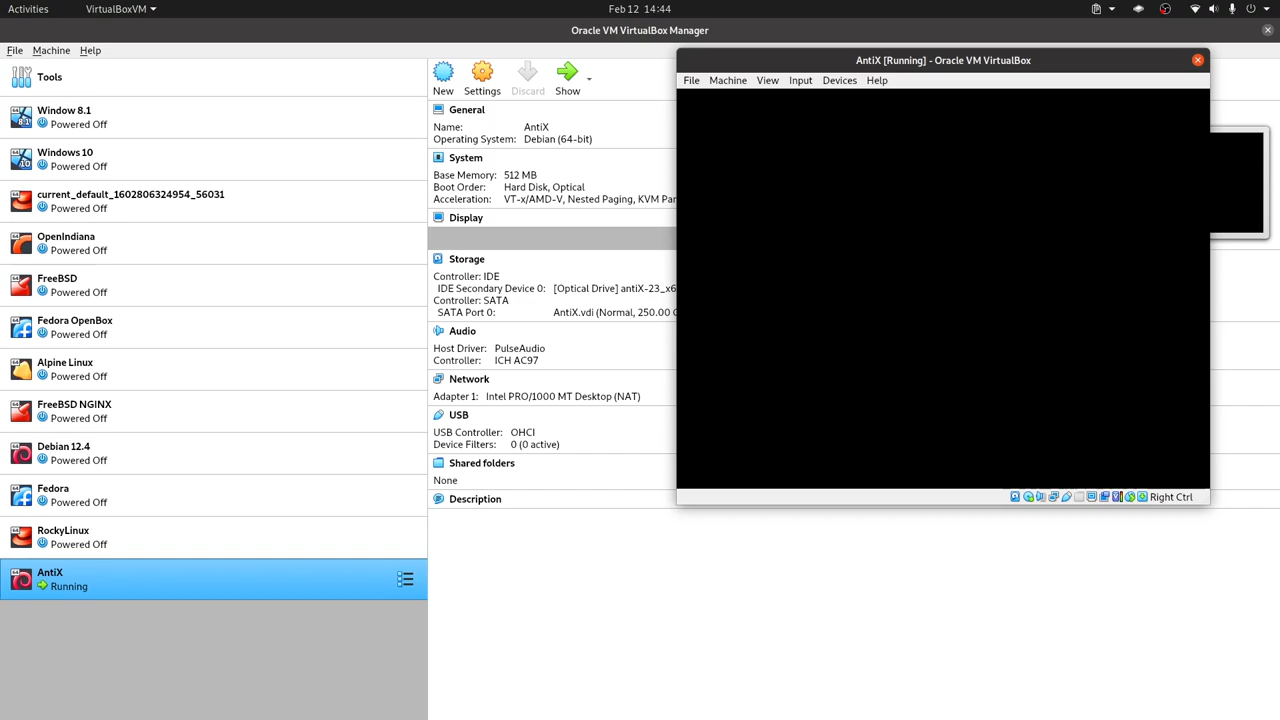 Activities
VirtualBoxVM
Feb 12 14:44
Oracle VM VirtualBox Manager
File Machine Help
Tools
Window 8.1
Powered Off
Windows 10
Powered Off
current_default_1602806324954_56031
Powered Off
OpenIndiana
Powered Off
FreeBSD
Powered Off
Fedora OpenBox
Powered Off
Alpine Linux
Powered Off
FreeBSD NGINX
Powered Off
Debian 12.4
Powered Off
Fedora
Powered Off
RockyLinux
Powered Off
AntiX
Running
New Settings Discard Show
General
Name: AntiX
Operating System: Debian (64-bit)
System
Base Memory: 512 MB
Boot Order: Hard Disk, Optical
Acceleration: VT-x/AMD-V, Nested Paging, KVM Par
Display
Storage
Controller: IDE
IDE Secondary Device 0: [Optical Drive] antiX-23_x6
Controller: SATA
SATA Port 0: AntiX.vdi (Normal, 250.00 G
Audio
Host Driver: PulseAudio
Controller: ICH AC97
Network
Adapter 1: Intel PRO/1000 MT Desktop (NAT)
USB
USB Controller: OHCI
Device Filters: 0 (0 active)
Shared folders
None
Description
AntiX [Running] - Oracle VM VirtualBox
File Machine View Input Devices Help
Right Ctrl